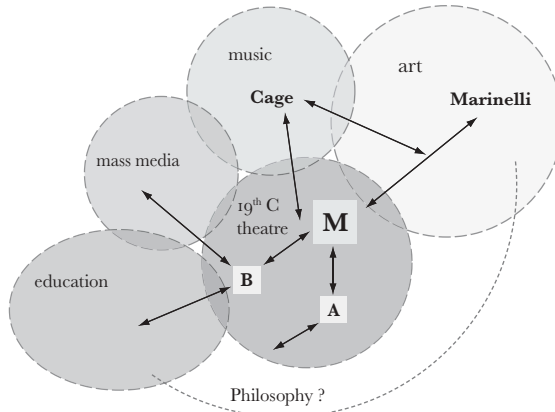 music
Cage
art
Marinelli
mass media
19th C
theatre
M
B
education
A
Philosophy ?